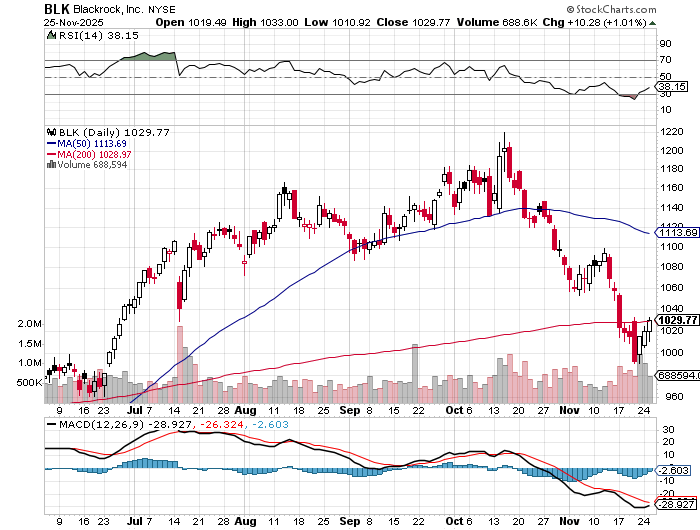 BLK Blackrock, Inc. NYSE © StockCharts.com
25-Nov-2025 Open 1019.49 High 1033.00 Low 1010.92 Close 1029.77 Volume 688.6K Chg +10.28 (+1.01%)
RSI(14) 38.15
90
70
50
38.15
30
10
BLK (Daily) 1029.77
MA(50) 1113.69
MA(200) 1028.97
Volume 688,594
1220
1200
1180
1160
1140
1120
1113.69
1100
1080
1060
1040
1029.77
1020
1000
688594.0
960
2.0M
1.5M
1.0M
500K
9 16 23 Jul 7 14 21 Aug 11 18 25 Sep 8 15 22 Oct 6 13 20 27 Nov 10 17 24
MACD(12,26,9) -28.927, -26.324, -2.603
30
20
10
-2.603
-10
-20
-28.927
9 16 23 Jul 7 14 21 Aug 11 18 25 Sep 8 15 22 Oct 6 13 20 27 Nov 10 17 24